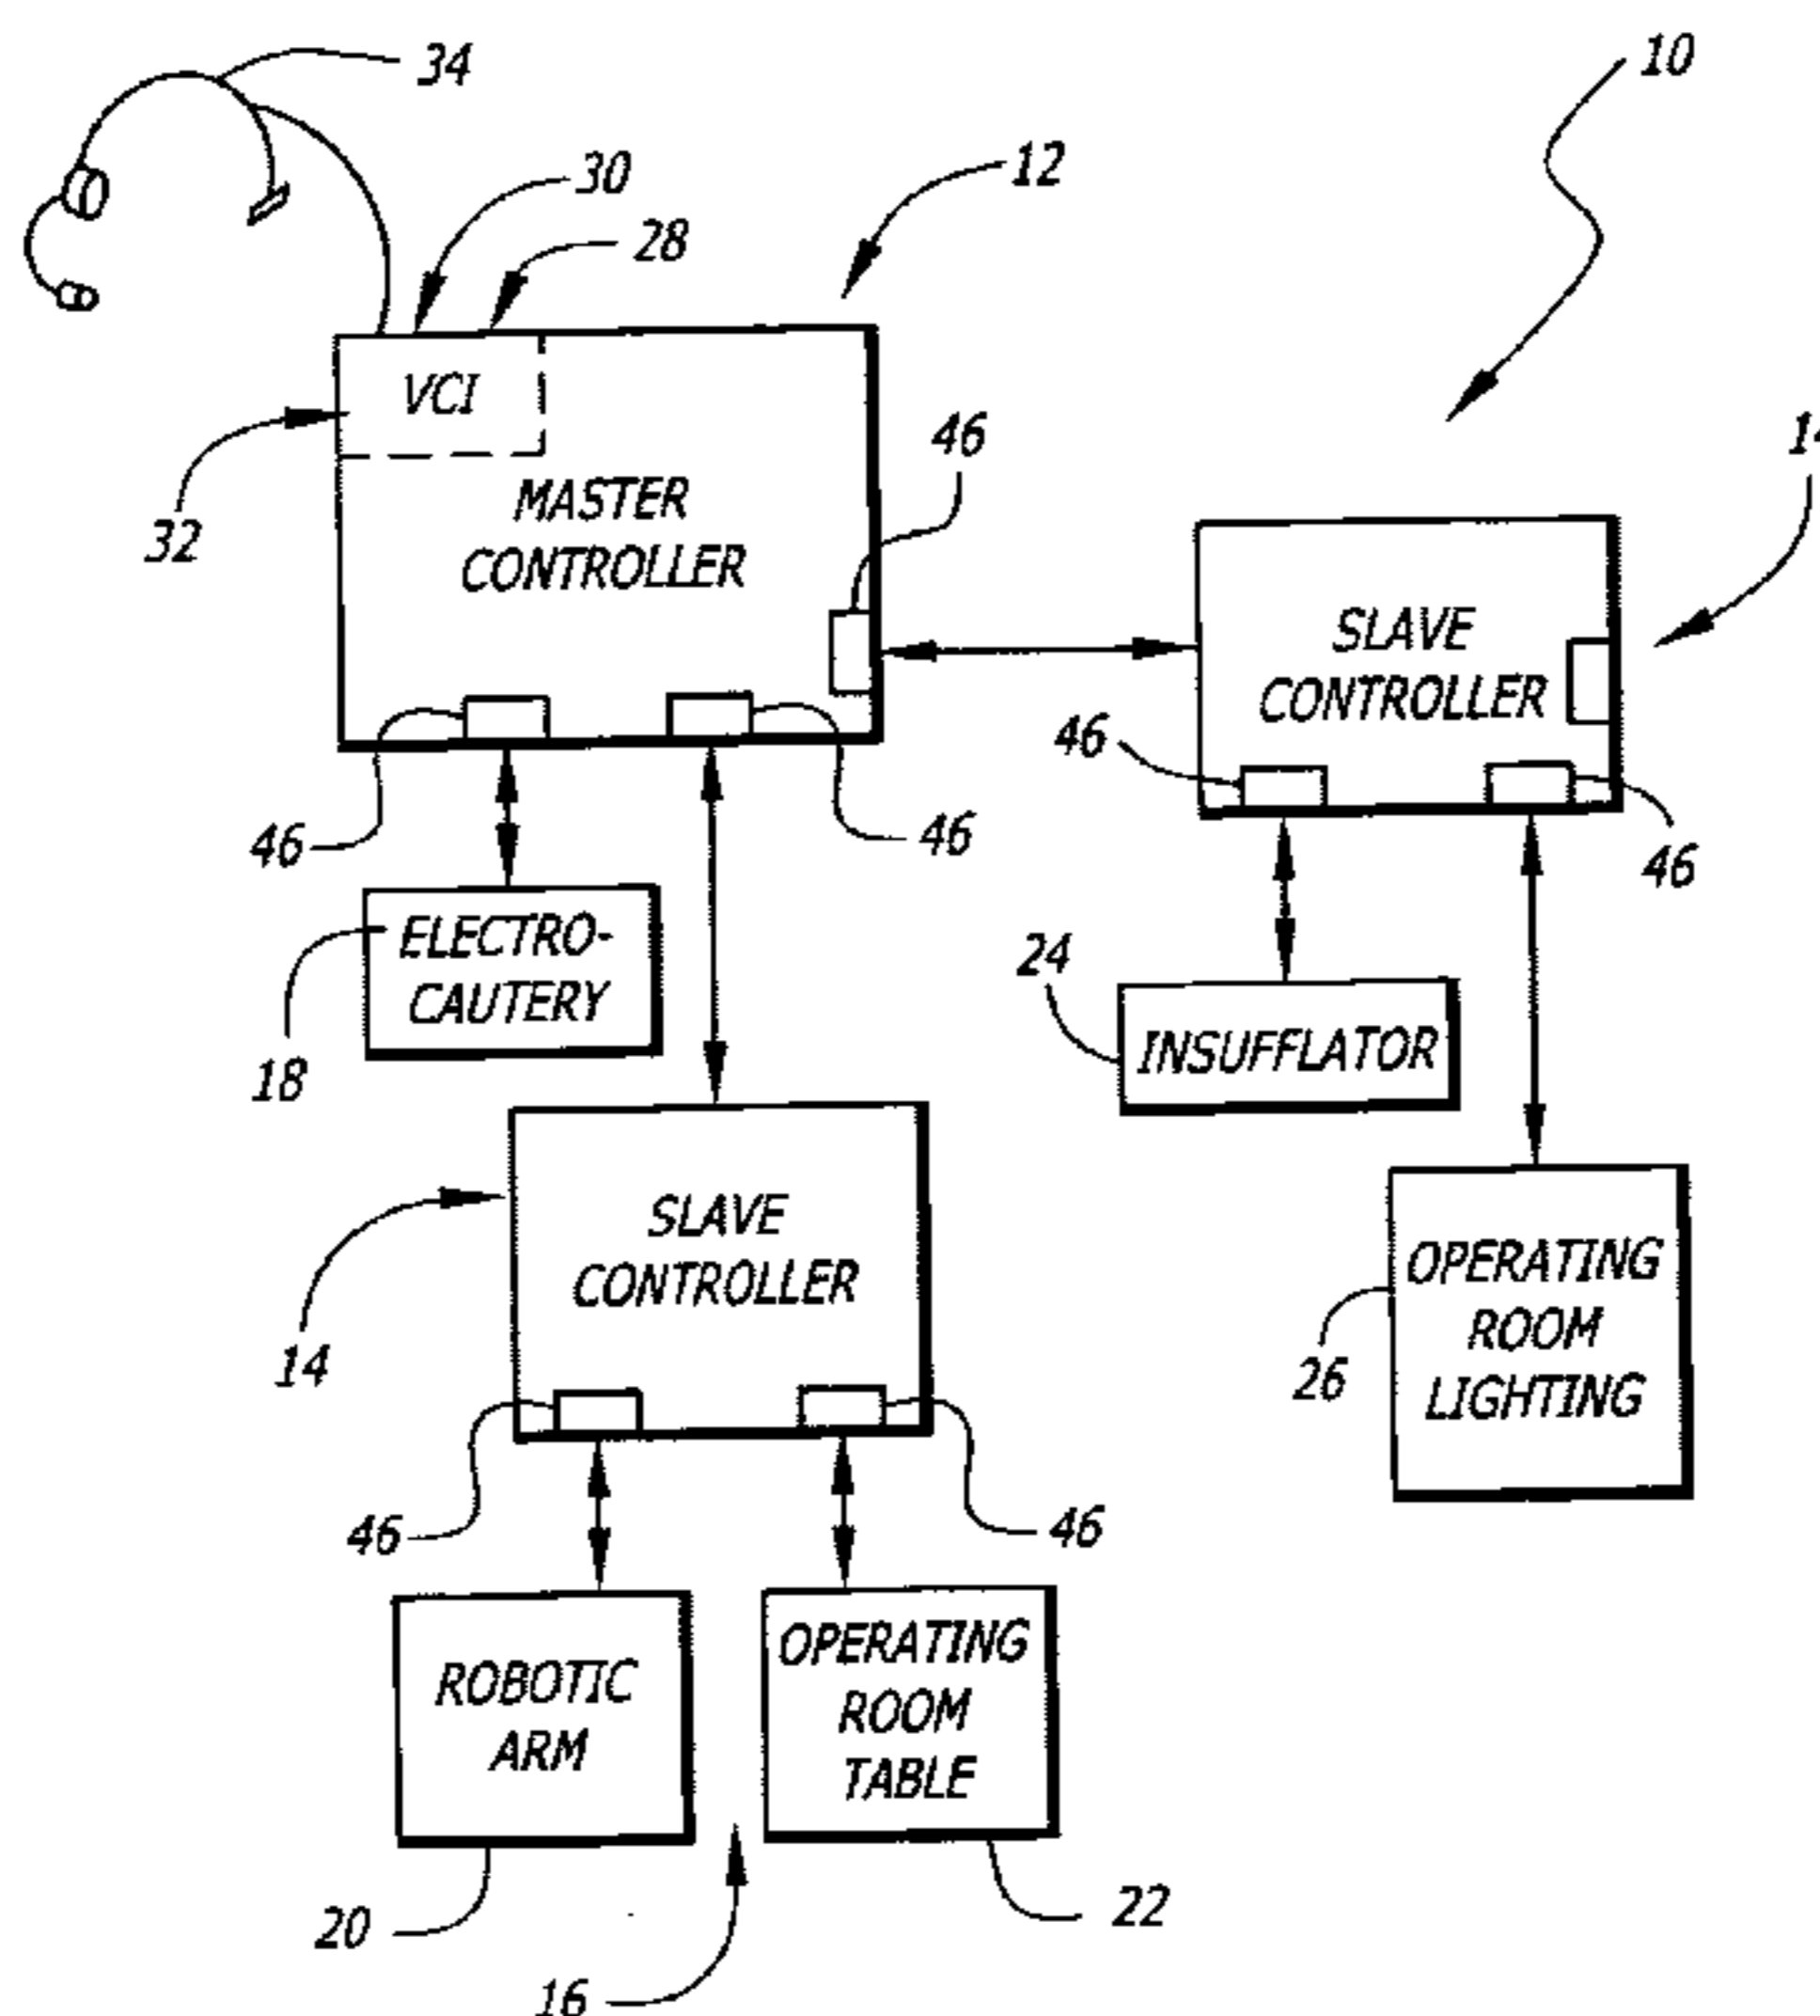 34
10
30
12
28
VCI
46
32
MASTER
CONTROLLER
SLAVE
CONTROLLER
46
46
46
46
ELECTRO-
CAUTERY
24
18
INSUFFLATOR
SLAVE
CONTROLLER
OPERATING
ROOM
LIGHTING
14
26
46
46
OPERATING
ROOM
TABLE
ROBOTIC
ARM
20
22
16